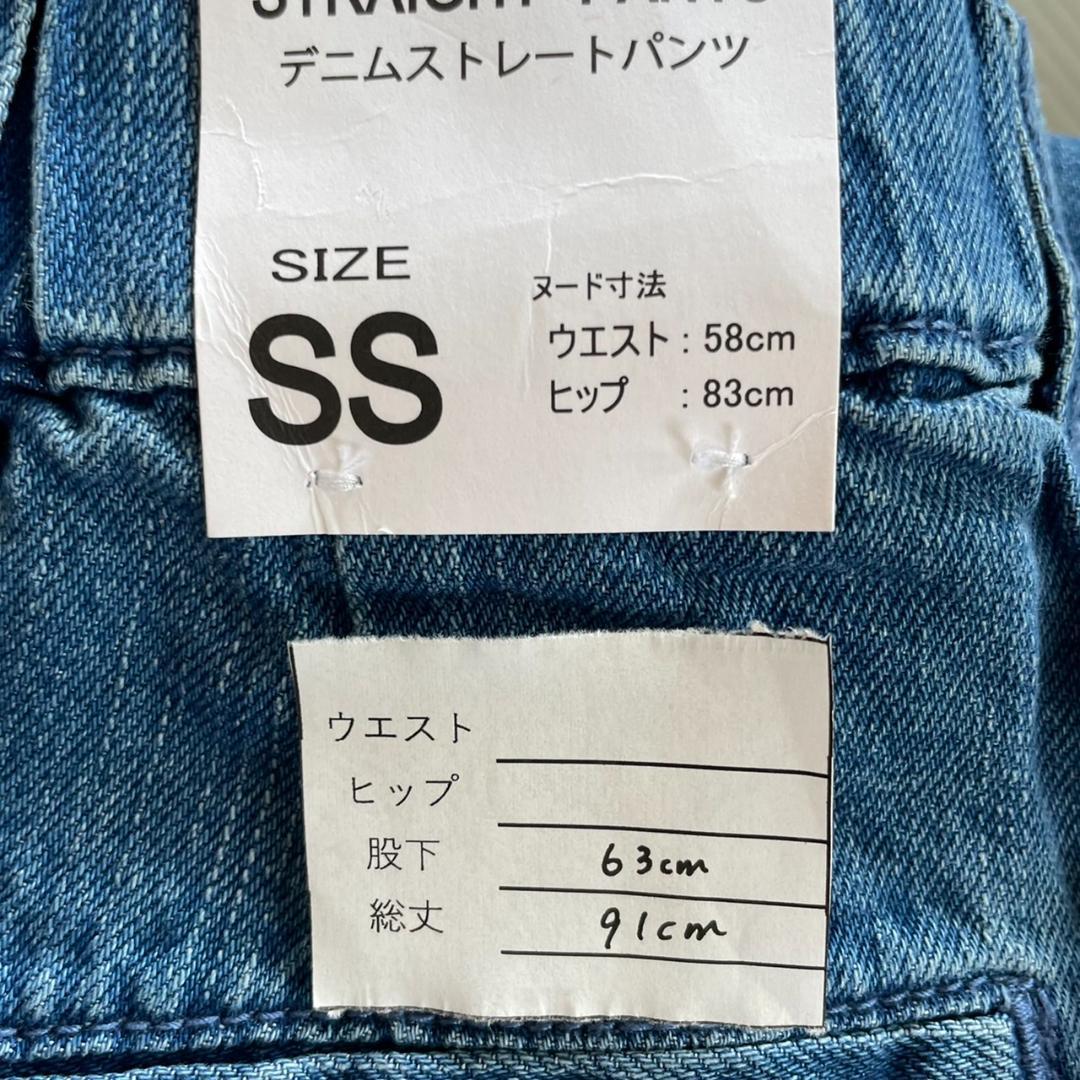 STRAIGHT PANTS
デニムストレートパンツ
SIZE
SS
ヌード寸法
ウエスト : 58cm
ヒップ : 83cm
ウエスト
ヒップ
股下 63cm
総丈 91cm